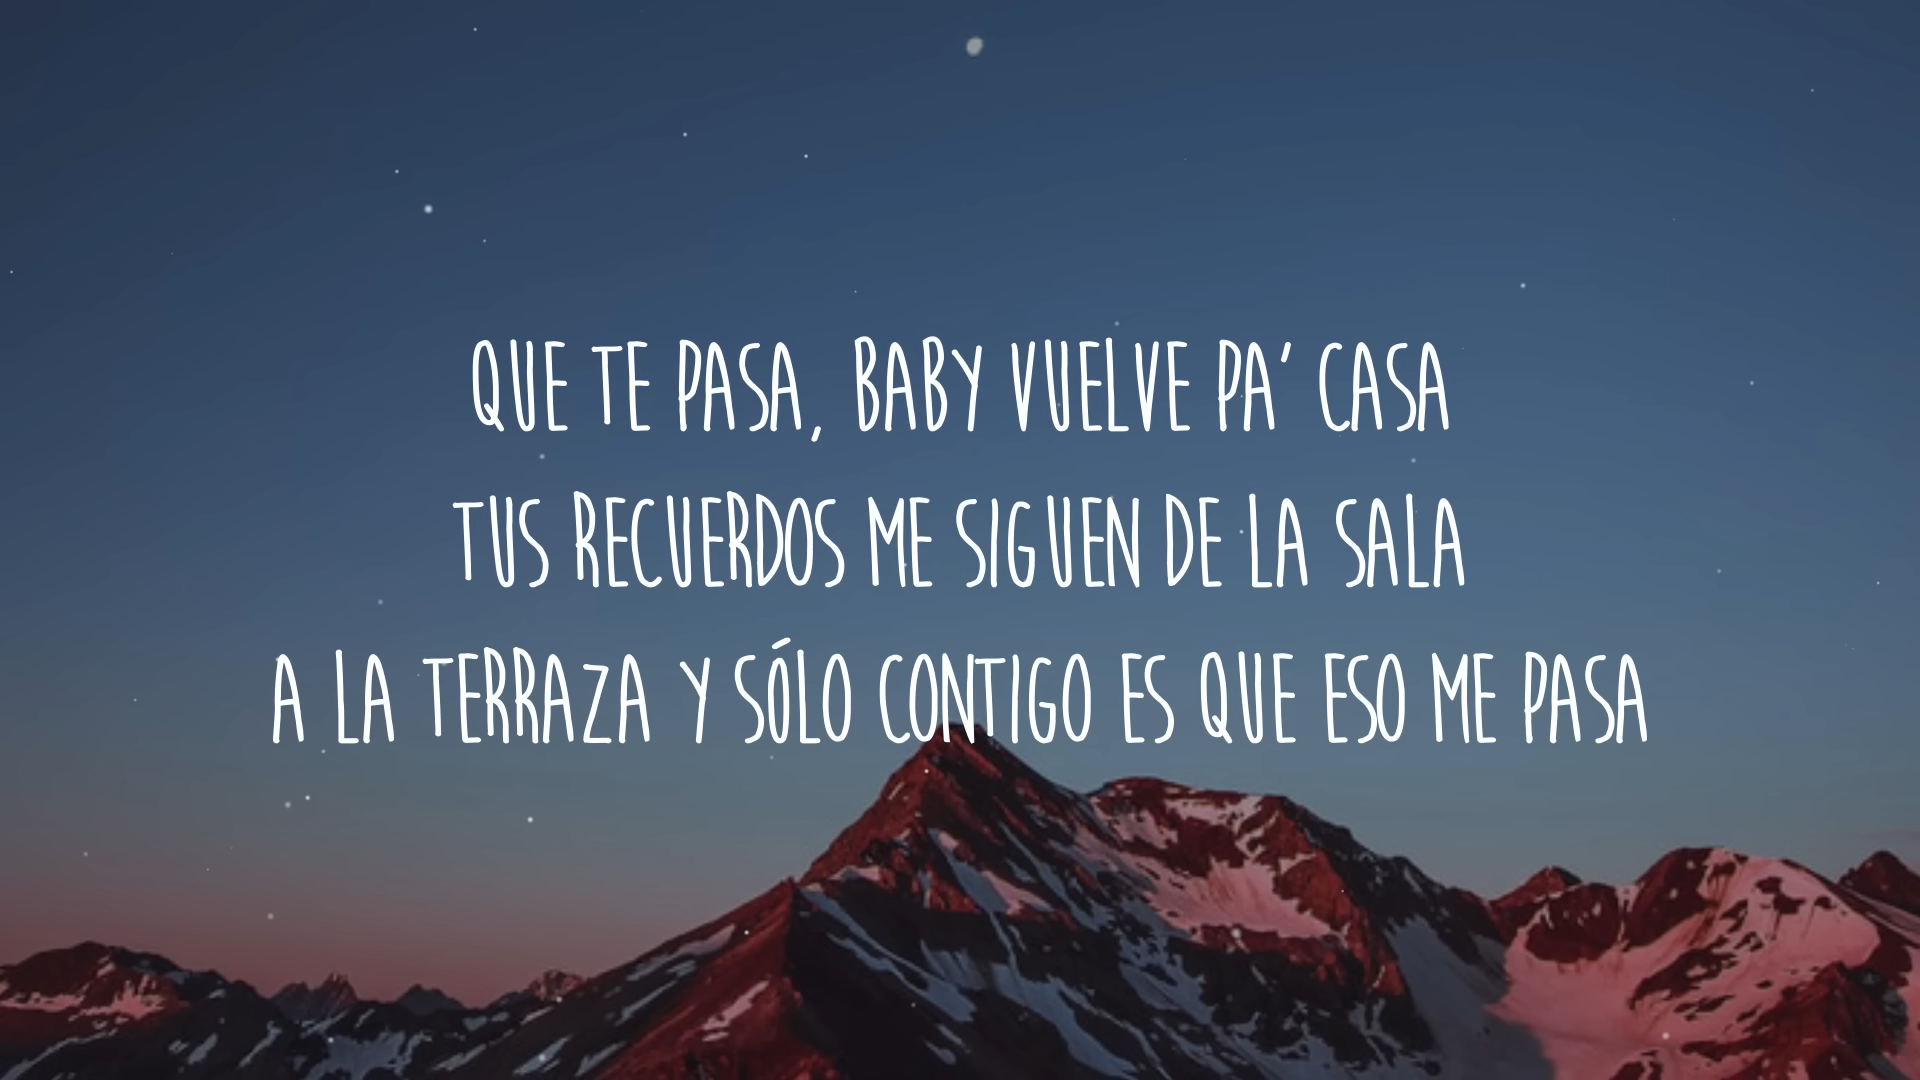 QUE TE PASA, BABY VUELVE PA' CASA
TUS RECUERDOS ME SIGUEN DE LA SALA
A LA TERRAZA Y SÓLO CONTIGO ES QUE ESO ME PASA